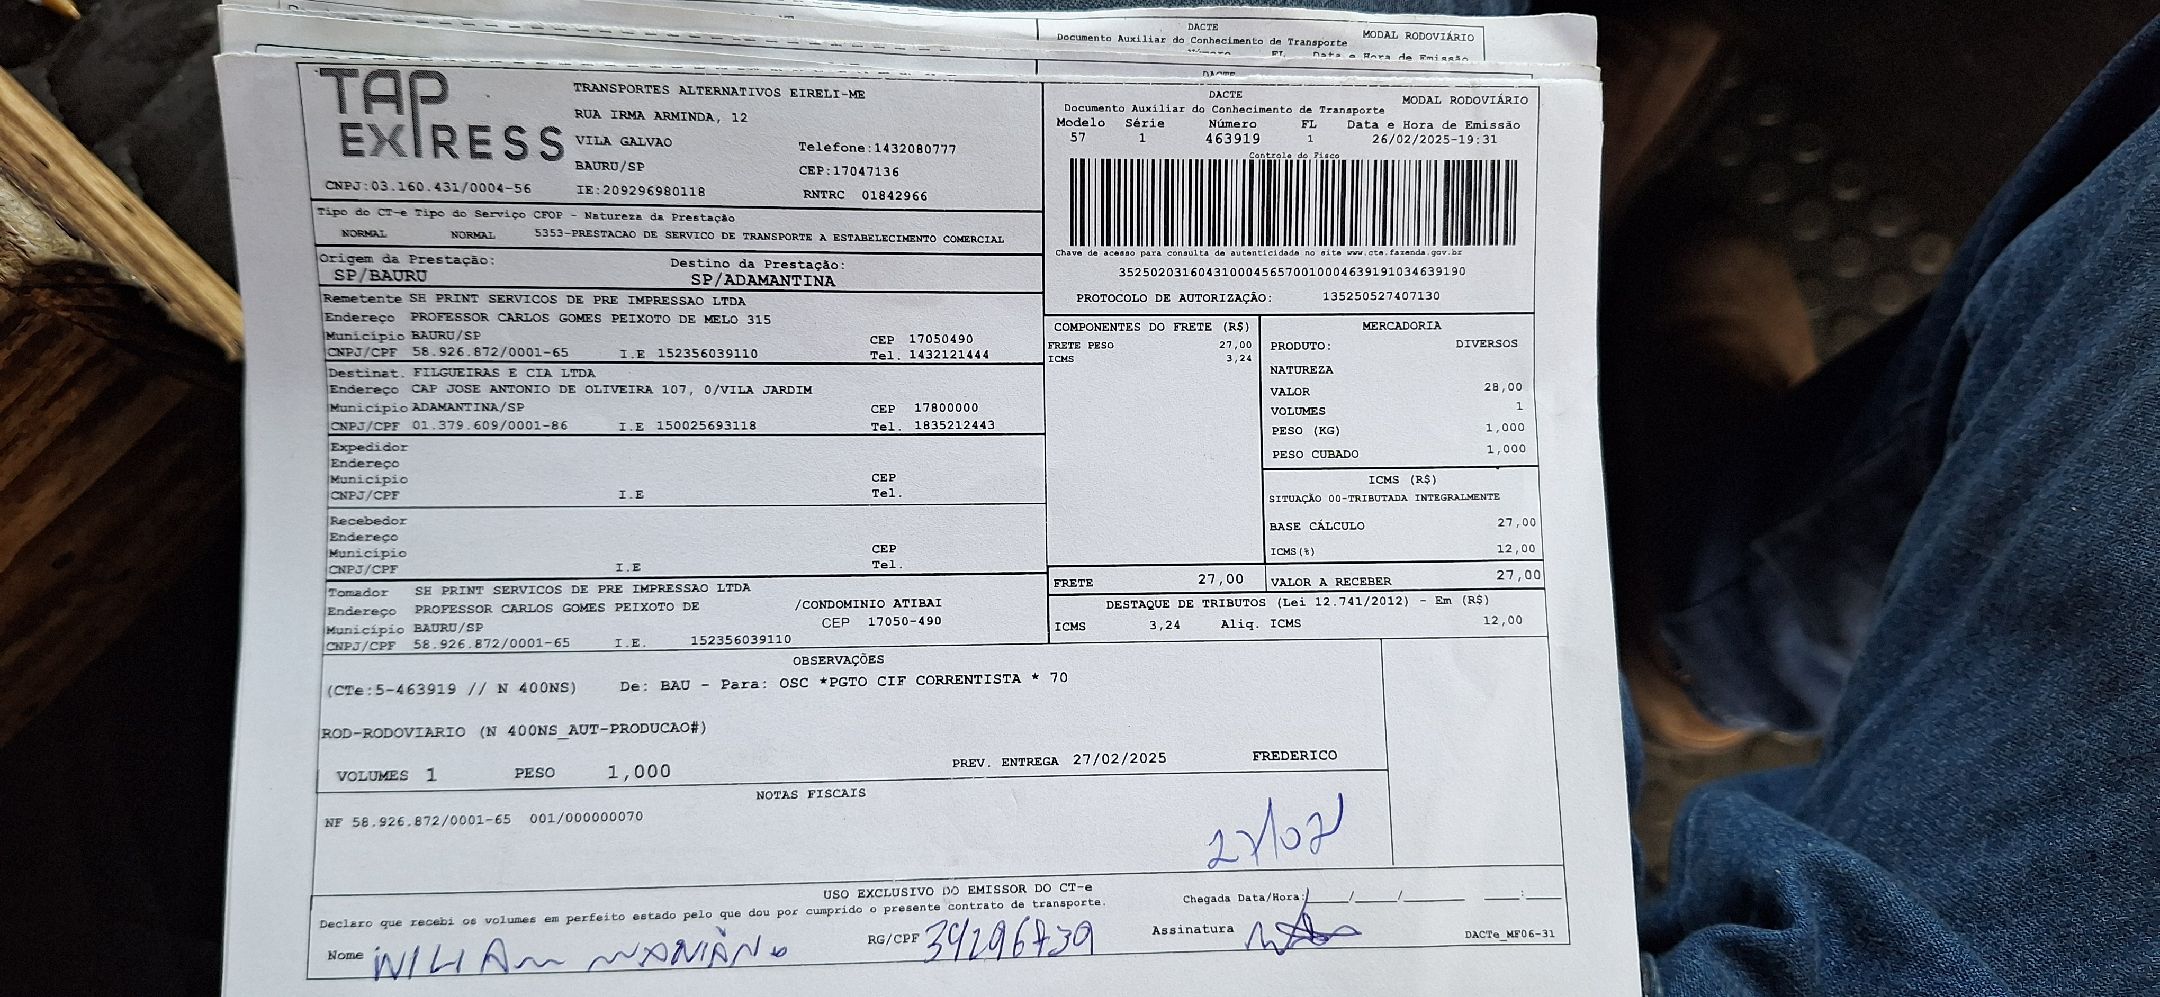 DACTE
Documento Auxiliar do Conhecimento de Transporte MODAL RODOVIÁRIO
DACTE
TAP EXPRESS
TRANSPORTES ALTERNATIVOS EIRELI-ME
RUA IRMA ARMINDA, 12
VILA GALVAO Telefone:1432080777
BAURU/SP CEP:17047136
CNPJ:03.160.431/0004-56 IE:209296980118 RNTRC 01842966
DACTE
Documento Auxiliar do Conhecimento de Transporte MODAL RODOVIÁRIO
Modelo Série Número FL Data e Hora de Emissão
57 1 463919 1 26/02/2025-19:31
Controle do Fisco
Chave de acesso para consulta de autenticidade no site www.cte.fazenda.gov.br
35250203160431000456570010004639191034639190
PROTOCOLO DE AUTORIZAÇÃO: 135250527407130
Tipo do CT-e Tipo do Serviço CFOP - Natureza da Prestação
NORMAL NORMAL 5353-PRESTACAO DE SERVICO DE TRANSPORTE A ESTABELECIMENTO COMERCIAL
Origem da Prestação: Destino da Prestação:
SP/BAURU SP/ADAMANTINA
Remetente SH PRINT SERVICOS DE PRE IMPRESSAO LTDA
Endereço PROFESSOR CARLOS GOMES PEIXOTO DE MELO 315
Município BAURU/SP CEP 17050490
CNPJ/CPF 58.926.872/0001-65 I.E 152356039110 Tel. 1432121444
Destinat. FILGUEIRAS E CIA LTDA
Endereço CAP JOSE ANTONIO DE OLIVEIRA 107, 0/VILA JARDIM
Município ADAMANTINA/SP CEP 17800000
CNPJ/CPF 01.379.609/0001-86 I.E 150025693118 Tel. 1835212443
Expedidor
Endereço
Município CEP
CNPJ/CPF I.E Tel.
Recebedor
Endereço
Município CEP
CNPJ/CPF I.E Tel.
Tomador SH PRINT SERVICOS DE PRE IMPRESSAO LTDA
Endereço PROFESSOR CARLOS GOMES PEIXOTO DE /CONDOMINIO ATIBAI
Município BAURU/SP CEP 17050-490
CNPJ/CPF 58.926.872/0001-65 I.E. 152356039110
COMPONENTES DO FRETE (R$)
FRETE PESO 27,00
ICMS 3,24
FRETE 27,00
MERCADORIA
PRODUTO: DIVERSOS
NATUREZA
VALOR 28,00
VOLUMES 1
PESO (KG) 1,000
PESO CUBADO 1,000
ICMS (R$)
SITUAÇÃO 00-TRIBUTADA INTEGRALMENTE
BASE CÁLCULO 27,00
ICMS(%) 12,00
VALOR A RECEBER 27,00
DESTAQUE DE TRIBUTOS (Lei 12.741/2012) - Em (R$)
ICMS 3,24 Aliq. ICMS 12,00
OBSERVAÇÕES
(CTe:5-463919 // N 400NS) De: BAU - Para: OSC *PGTO CIF CORRENTISTA * 70
ROD-RODOVIARIO (N 400NS_AUT-PRODUCAO#)
VOLUMES 1 PESO 1,000 PREV. ENTREGA 27/02/2025 FREDERICO
NOTAS FISCAIS
NF 58.926.872/0001-65 001/000000070
27/02
USO EXCLUSIVO DO EMISSOR DO CT-e
Chegada Data/Hora: ____/____/______ ____:____
Declaro que recebi os volumes em perfeito estado pelo que dou por cumprido o presente contrato de transporte.
Nome WILIAM MARIANO RG/CPF 34296739 Assinatura DACTe_MF06-31